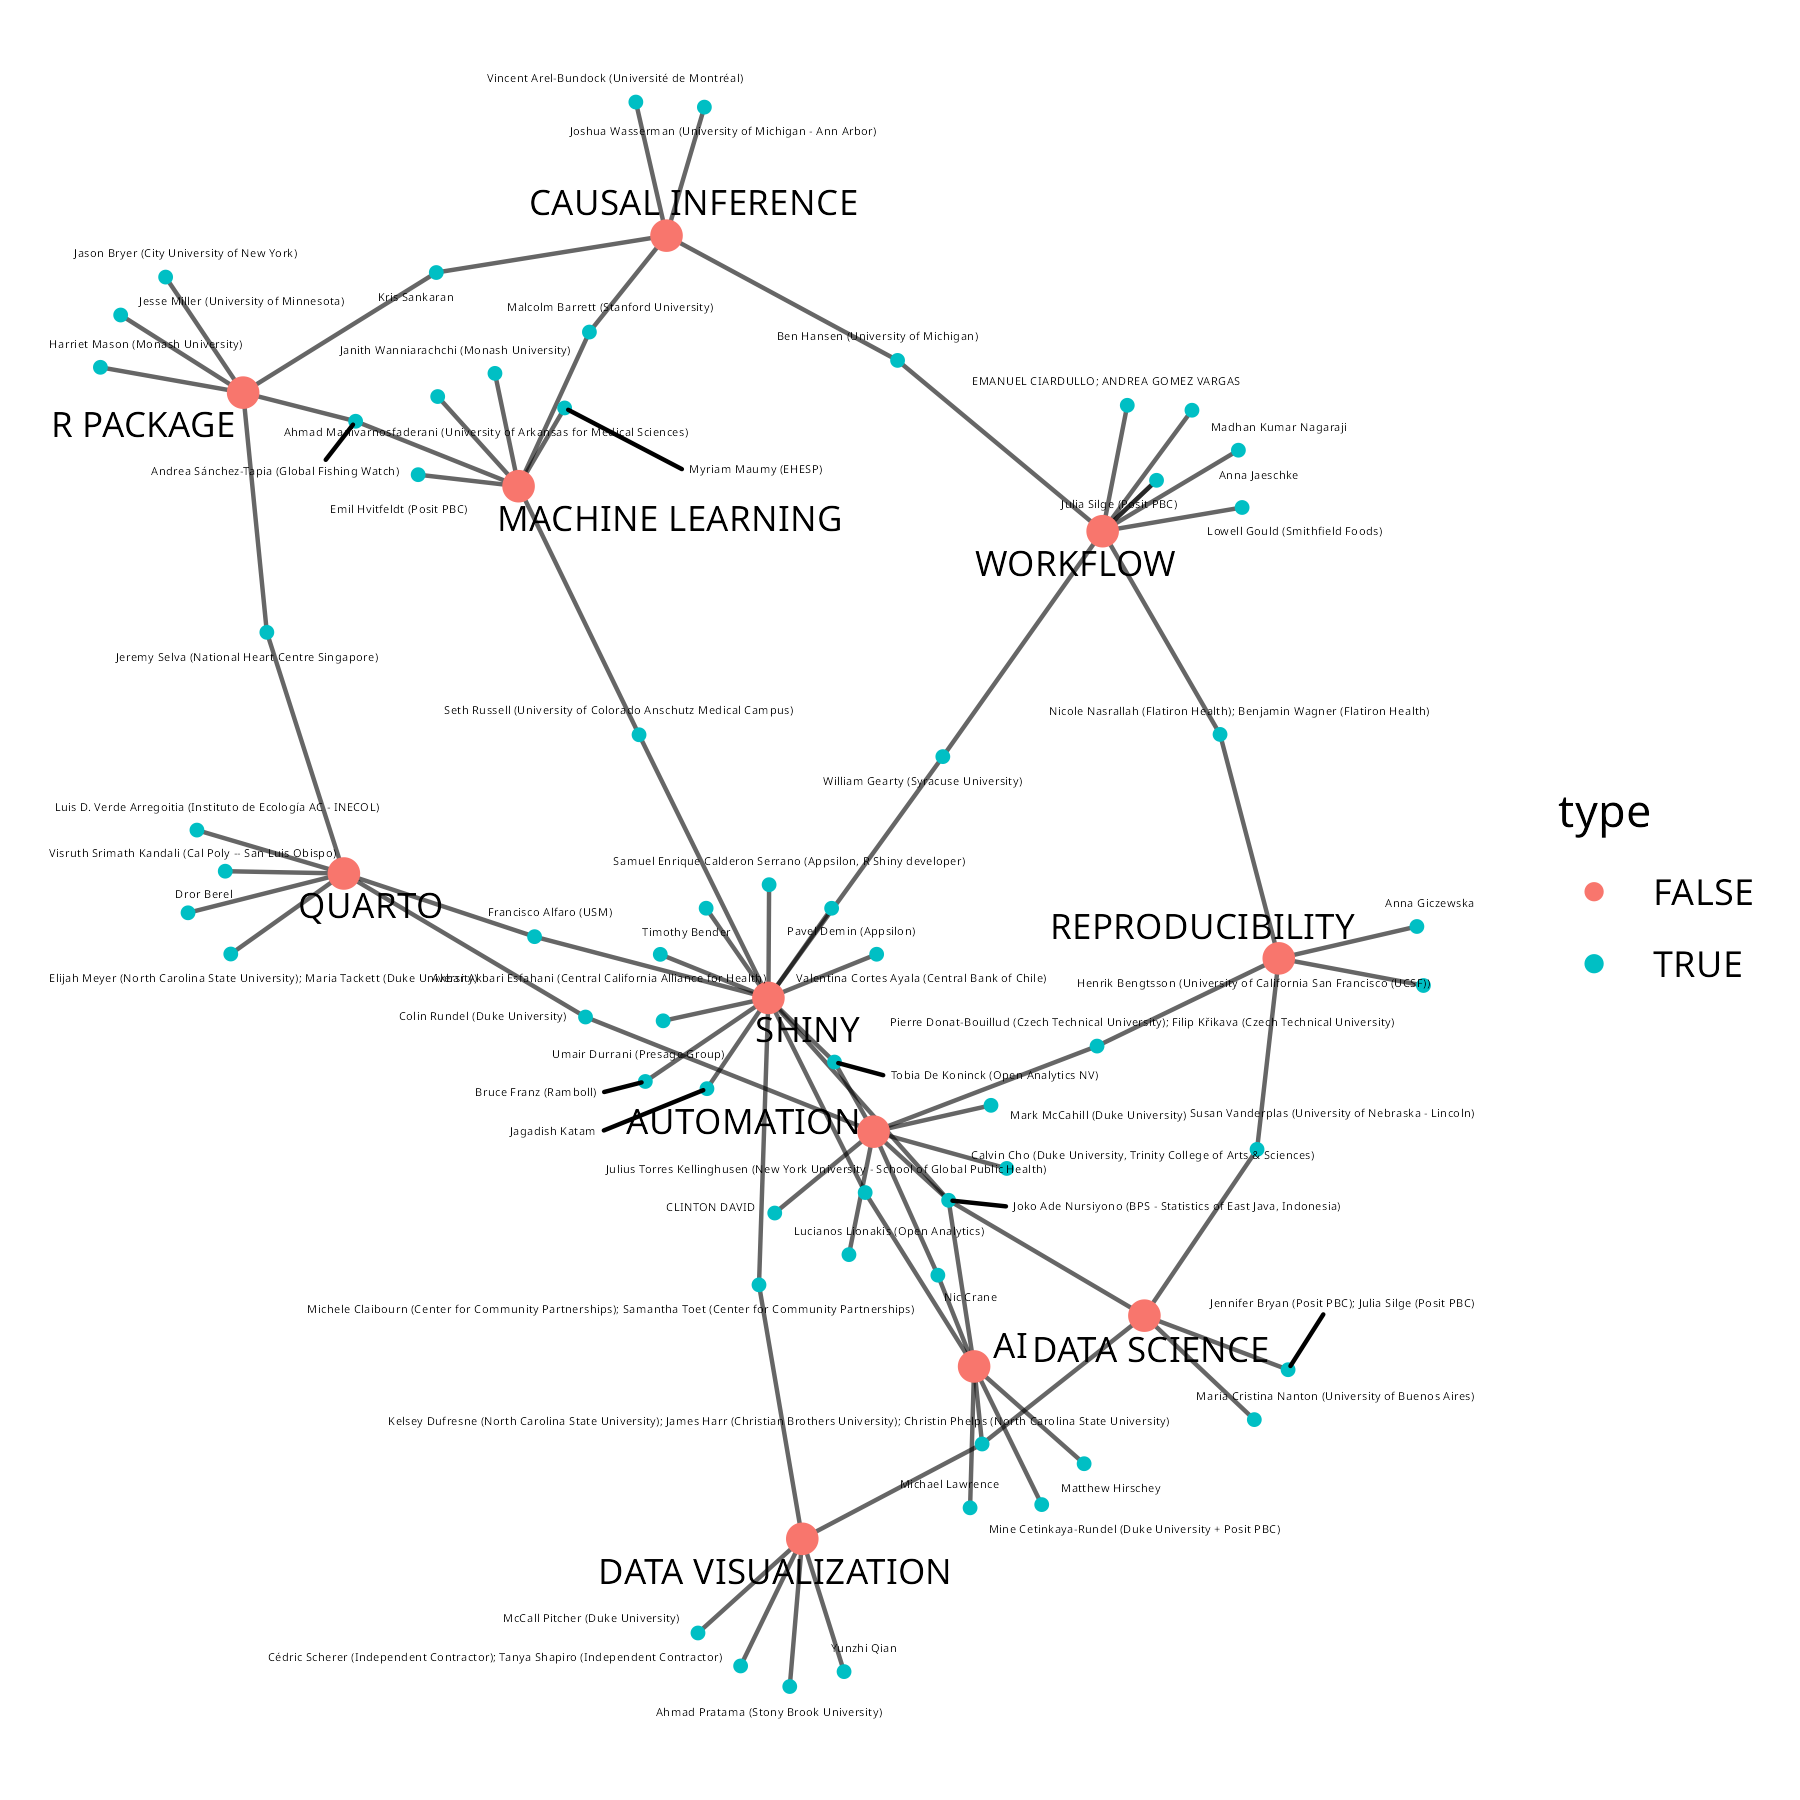 Vincent Arel-Bundock (Université de Montréal)
Joshua Wasserman (University of Michigan - Ann Arbor)
CAUSAL INFERENCE
Jason Bryer (City University of New York)
Jesse Miller (University of Minnesota)
Kris Sankaran
Malcolm Barrett (Stanford University)
Harriet Mason (Monash University)
Janith Wanniarachchi (Monash University)
Ben Hansen (University of Michigan)
EMANUEL CIARDULLO; ANDREA GOMEZ VARGAS
R PACKAGE
Madhan Kumar Nagaraji
Ahmad Manivarnosfaderani (University of Arkansas for Medical Sciences)
Andrea Sánchez-Tapia (Global Fishing Watch)
Myriam Maumy (EHESP)
Anna Jaeschke
Emil Hvitfeldt (Posit PBC)
Julia Silge (Posit PBC)
MACHINE LEARNING
Lowell Gould (Smithfield Foods)
WORKFLOW
Jeremy Selva (National Heart Centre Singapore)
Seth Russell (University of Colorado Anschutz Medical Campus)
Nicole Nasrallah (Flatiron Health); Benjamin Wagner (Flatiron Health)
William Gearty (Syracuse University)
Luis D. Verde Arregoitia (Instituto de Ecología AC - INECOL)
type
Visruth Srimath Kandali (Cal Poly -- San Luis Obispo)
Samuel Enrique Calderon Serrano (Appsilon, R Shiny developer)
FALSE
Dror Berel
QUARTO
Francisco Alfaro (USM)
Anna Giczewska
Timothy Bender
Pavel Demin (Appsilon)
REPRODUCIBILITY
TRUE
Elijah Meyer (North Carolina State University); Maria Tackett (Duke University)
Akbar Akbari Esfahani (Central California Alliance for Health)
Valentina Cortes Ayala (Central Bank of Chile)
Henrik Bengtsson (University of California San Francisco (UCSF))
Colin Rundel (Duke University)
SHINY
Pierre Donat-Bouillud (Czech Technical University); Filip Křikava (Czech Technical University)
Umair Durrani (Presage Group)
Tobia De Koninck (Open Analytics NV)
Bruce Franz (Ramboll)
Jagadish Katam
AUTOMATION
Mark McCahill (Duke University)
Susan Vanderplas (University of Nebraska - Lincoln)
Calvin Cho (Duke University, Trinity College of Arts & Sciences)
Julius Torres Kellinghusen (New York University - School of Global Public Health)
CLINTON DAVID
Joko Ade Nursiyono (BPS - Statistics of East Java, Indonesia)
Lucianos Lionakis (Open Analytics)
Nic Crane
Michele Claibourn (Center for Community Partnerships); Samantha Toet (Center for Community Partnerships)
Jennifer Bryan (Posit PBC); Julia Silge (Posit PBC)
AI
DATA SCIENCE
Maria Cristina Nanton (University of Buenos Aires)
Kelsey Dufresne (North Carolina State University); James Harr (Christian Brothers University); Christin Phelps (North Carolina State University)
Michael Lawrence
Matthew Hirschey
Mine Cetinkaya-Rundel (Duke University + Posit PBC)
DATA VISUALIZATION
McCall Pitcher (Duke University)
Yunzhi Qian
Cédric Scherer (Independent Contractor); Tanya Shapiro (Independent Contractor)
Ahmad Pratama (Stony Brook University)